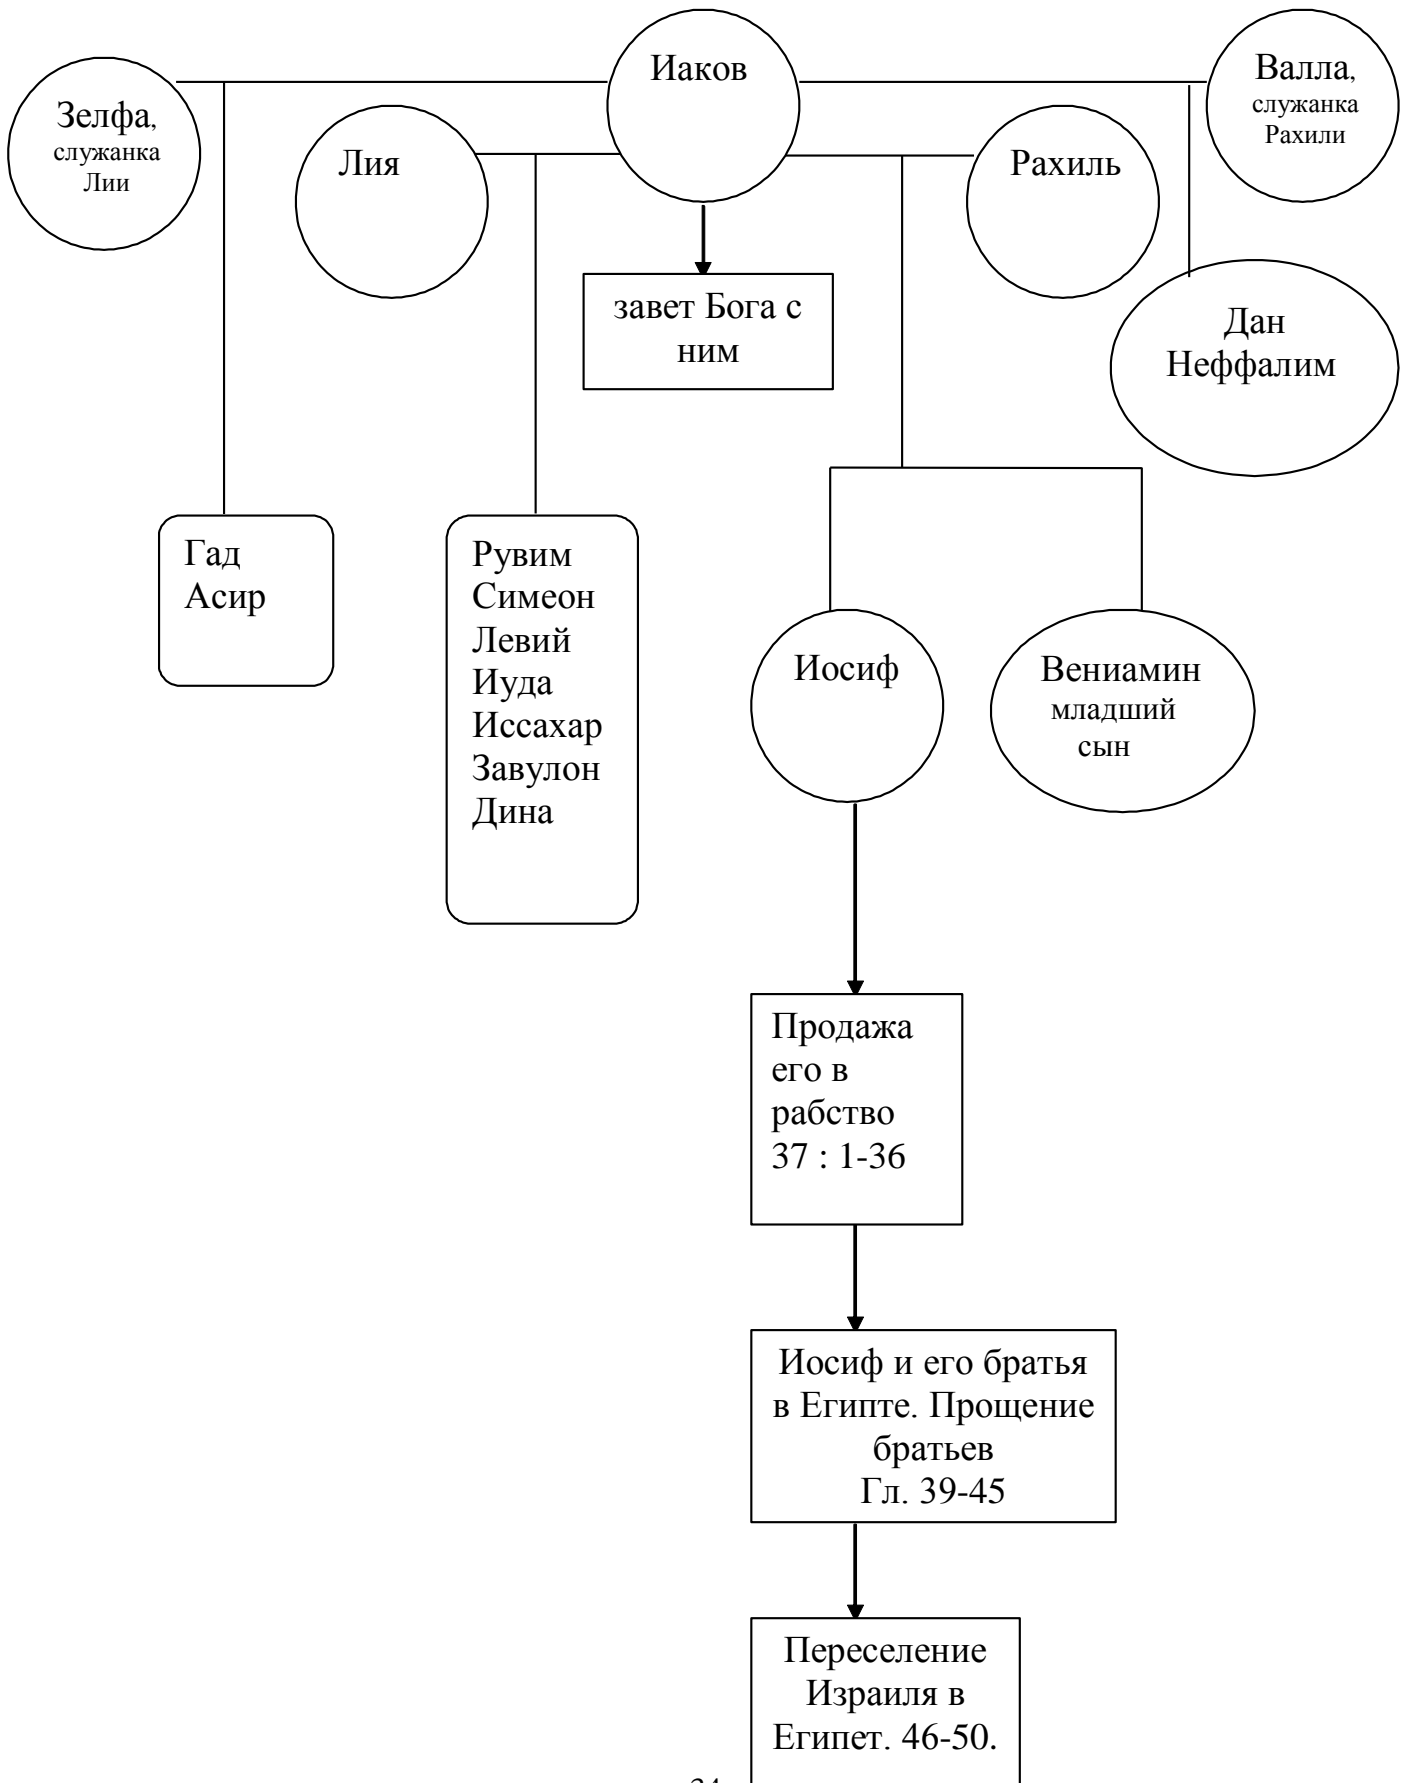 Иаков
Валла,
служанка
Рахили
Зелфа,
служанка
Лии
Лия
Рахиль
завет Бога с
ним
Дан
Неффалим
Гад
Асир
Рувим
Симеон
Левий
Иуда
Иссахар
Завулон
Дина
Иосиф
Вениамин
младший
сын
Продажа
его в
рабство
37 : 1-36
Иосиф и его братья
в Египте. Прощение
братьев
Гл. 39-45
Переселение
Израиля в
Египет. 46-50.